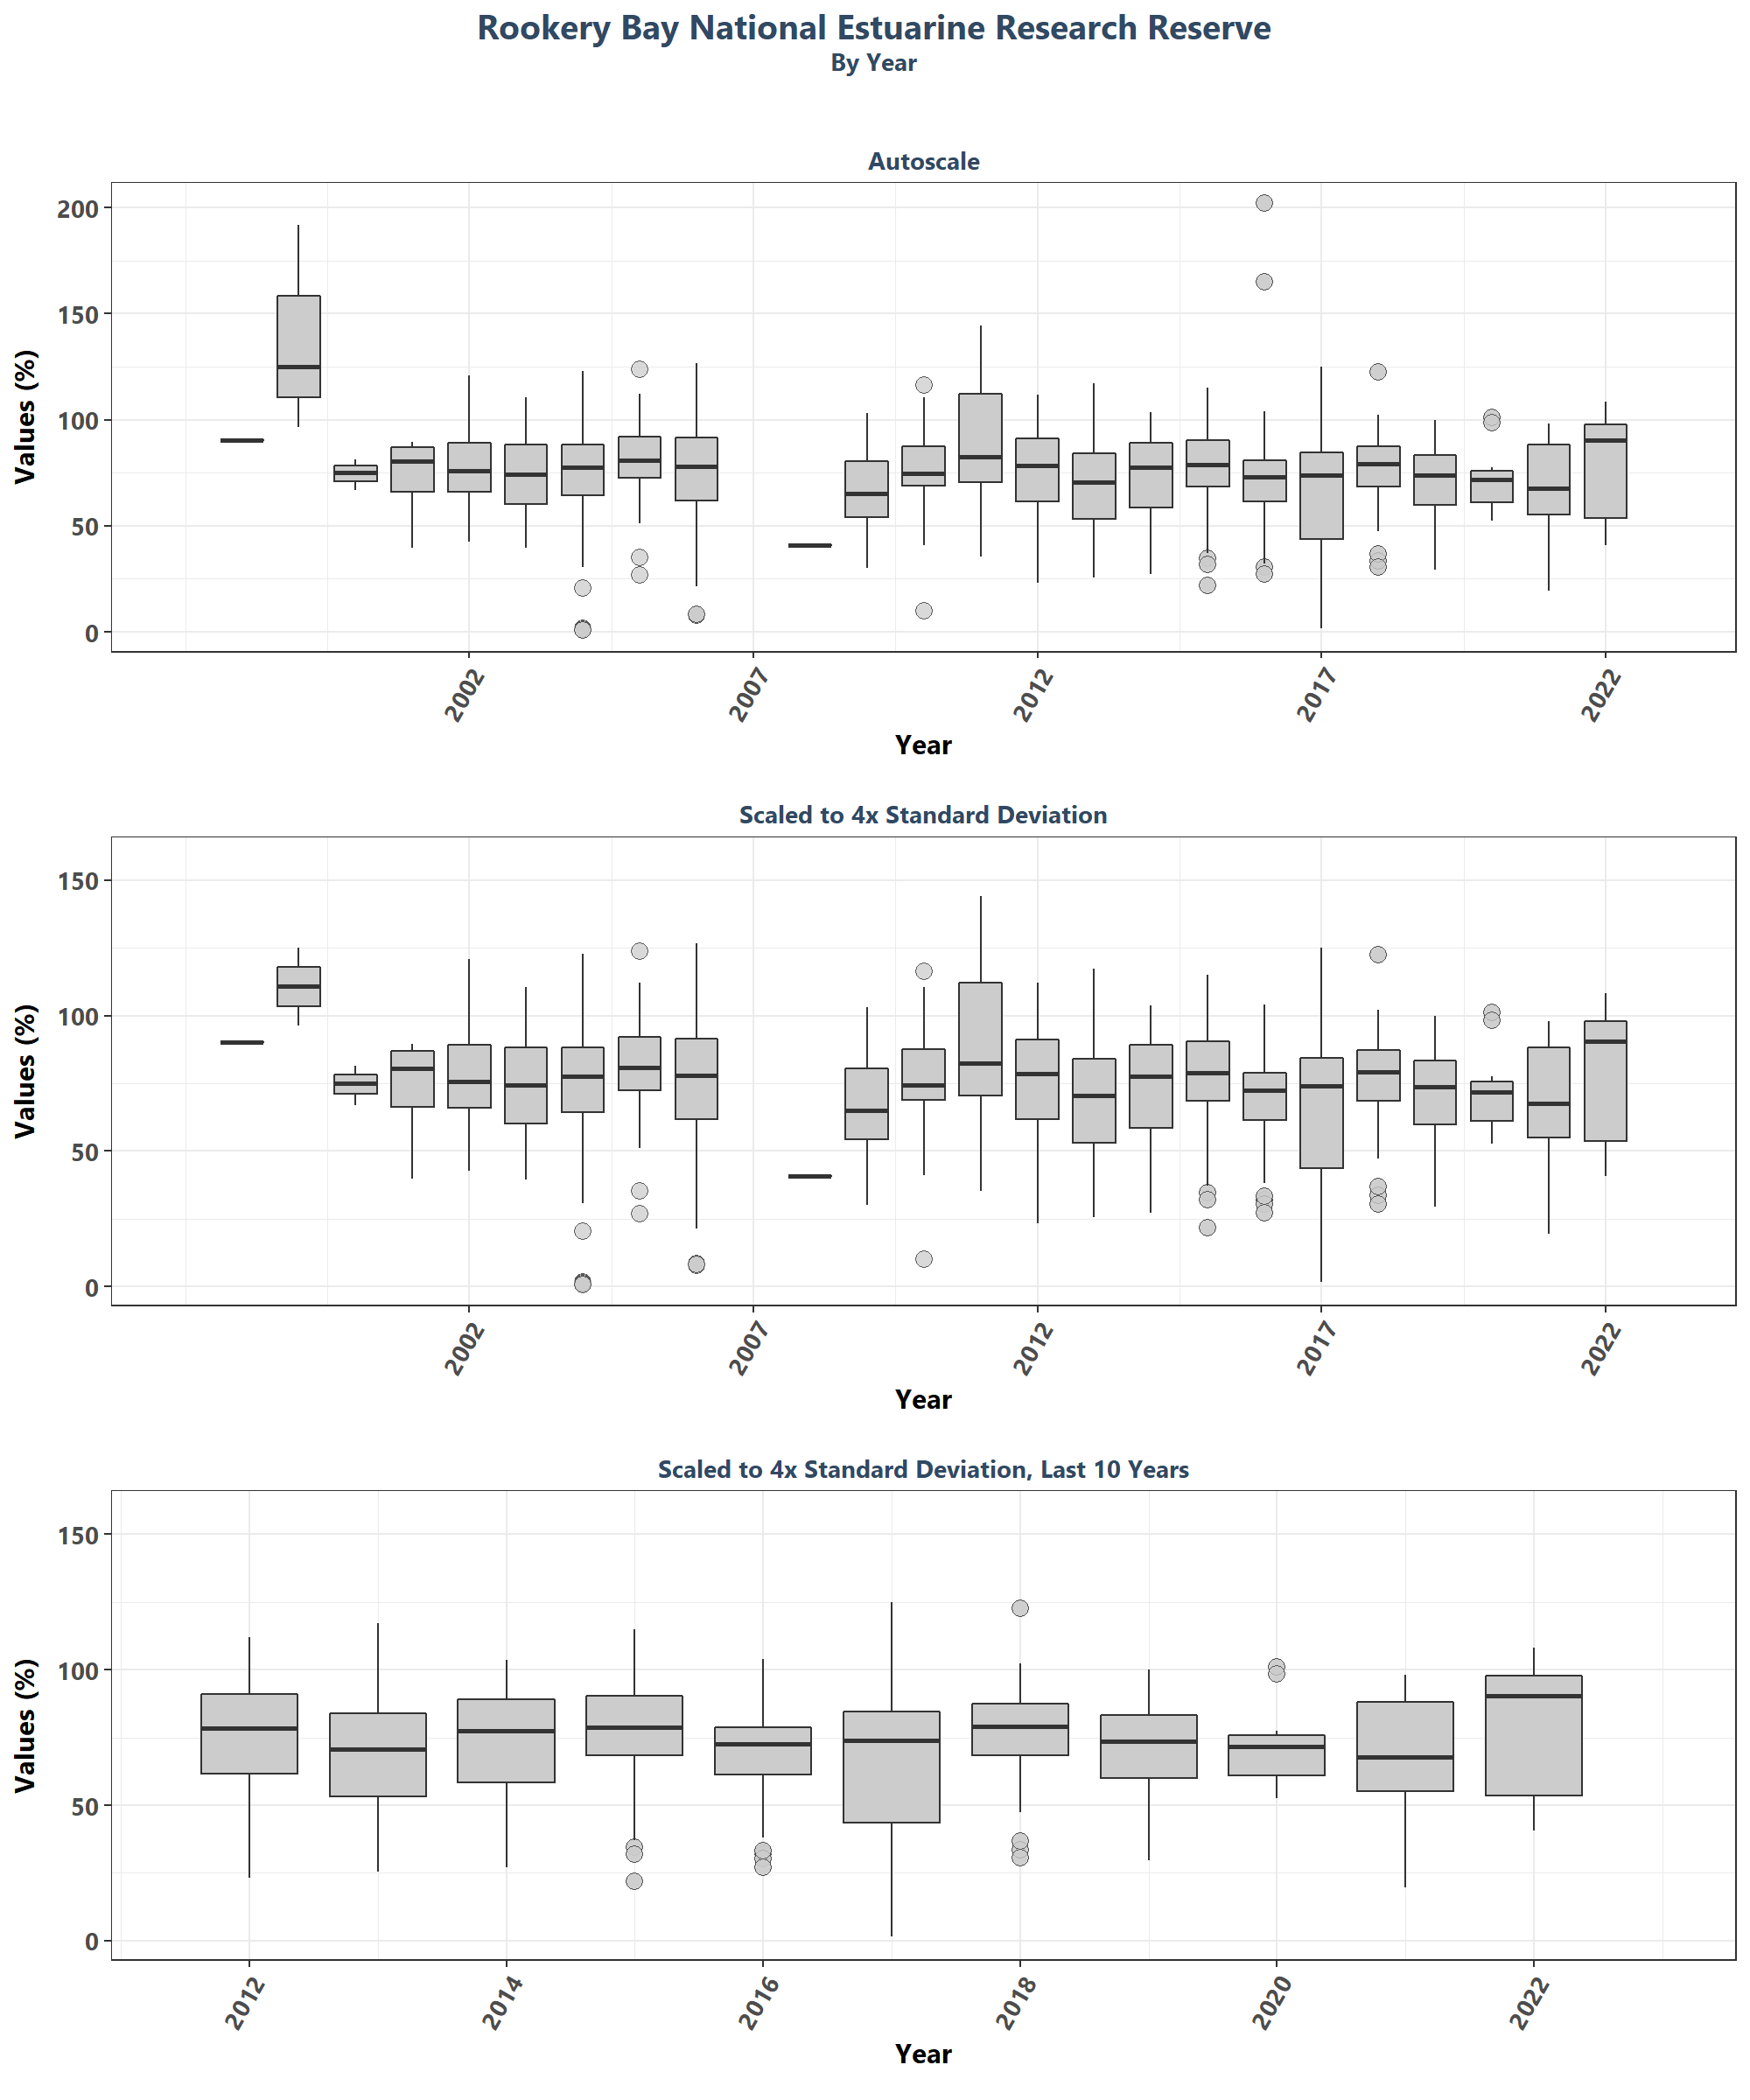 Rookery Bay National Estuarine Research Reserve
By Year
Autoscale
Values (%)
200
150
100
50
0
2002
2007
2012
2017
2022
Year
Scaled to 4x Standard Deviation
Values (%)
150
100
50
0
2002
2007
2012
2017
2022
Year
Scaled to 4x Standard Deviation, Last 10 Years
Values (%)
150
100
50
0
2012
2014
2016
2018
2020
2022
Year